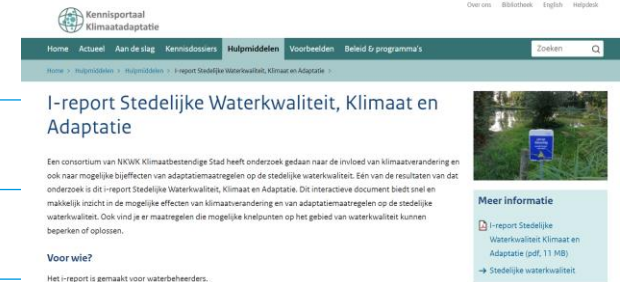 Over ons Bibliotheek English Helpdesk
Kennisportaal
Klimaatadaptatie
Home Actueel Aan de slag Kennisdossiers Hulpmiddelen Voorbeelden Beleid & programma's Zoeken
Home > Hulpmiddelen > Hulpmiddelen > I-report Stedelijke Waterkwaliteit, Klimaat en Adaptatie >
I-report Stedelijke Waterkwaliteit, Klimaat en
Adaptatie
Een consortium van NKWK Klimaatbestendige Stad heeft onderzoek gedaan naar de invloed van klimaatverandering en
ook naar mogelijke bijeffecten van adaptatiemaatregelen op de stedelijke waterkwaliteit. Eén van de resultaten van dat
onderzoek is dit i-report Stedelijke Waterkwaliteit, Klimaat en Adaptatie. Dit interactieve document biedt snel en
makkelijk inzicht in de mogelijke effecten van klimaatverandering en van adaptatiemaatregelen op de stedelijke
waterkwaliteit. Ook vind je er maatregelen die mogelijke knelpunten op het gebied van waterkwaliteit kunnen
beperken of oplossen.
Voor wie?
Het i-report is gemaakt voor waterbeheerders.
Meer informatie
I-report Stedelijke
Waterkwaliteit Klimaat en
Adaptatie (pdf, 11 MB)
→ Stedelijke waterkwaliteit